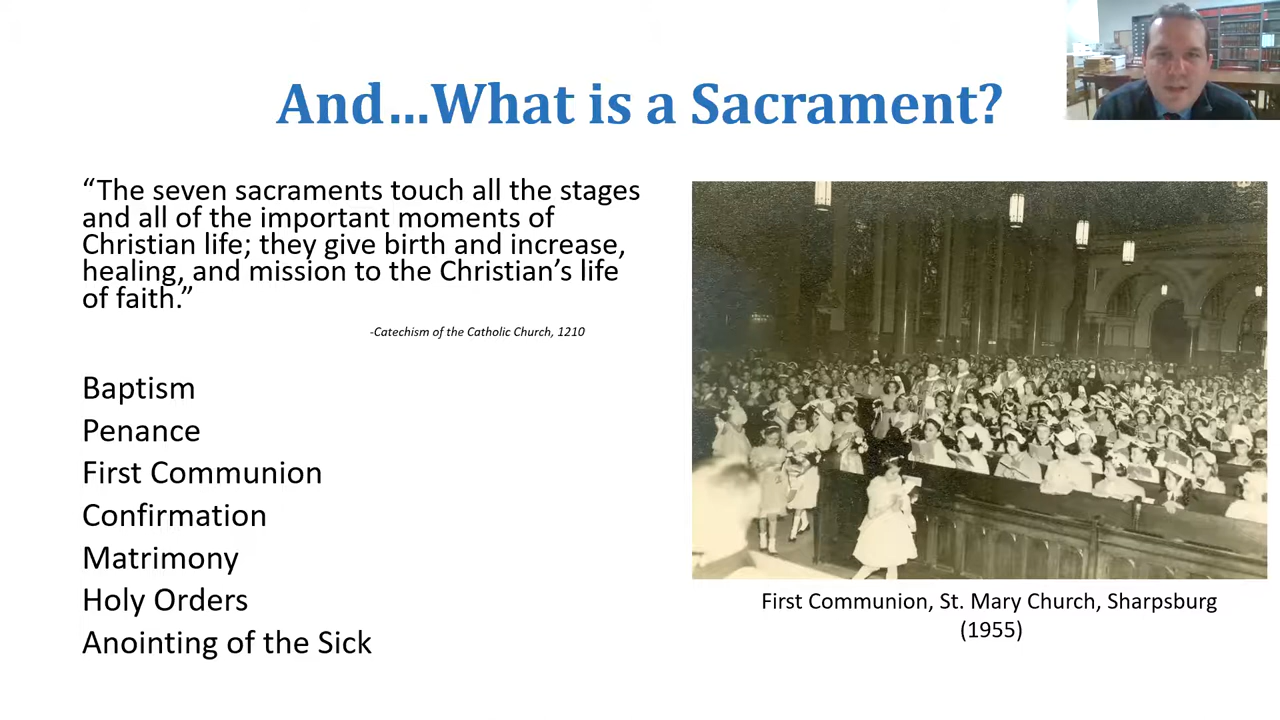 And…What is a Sacrament?
“The seven sacraments touch all the stages
and all of the important moments of
Christian life; they give birth and increase,
healing, and mission to the Christian’s life
of faith.”
-Catechism of the Catholic Church, 1210
Baptism
Penance
First Communion
Confirmation
Matrimony
Holy Orders
Anointing of the Sick
First Communion, St. Mary Church, Sharpsburg
(1955)